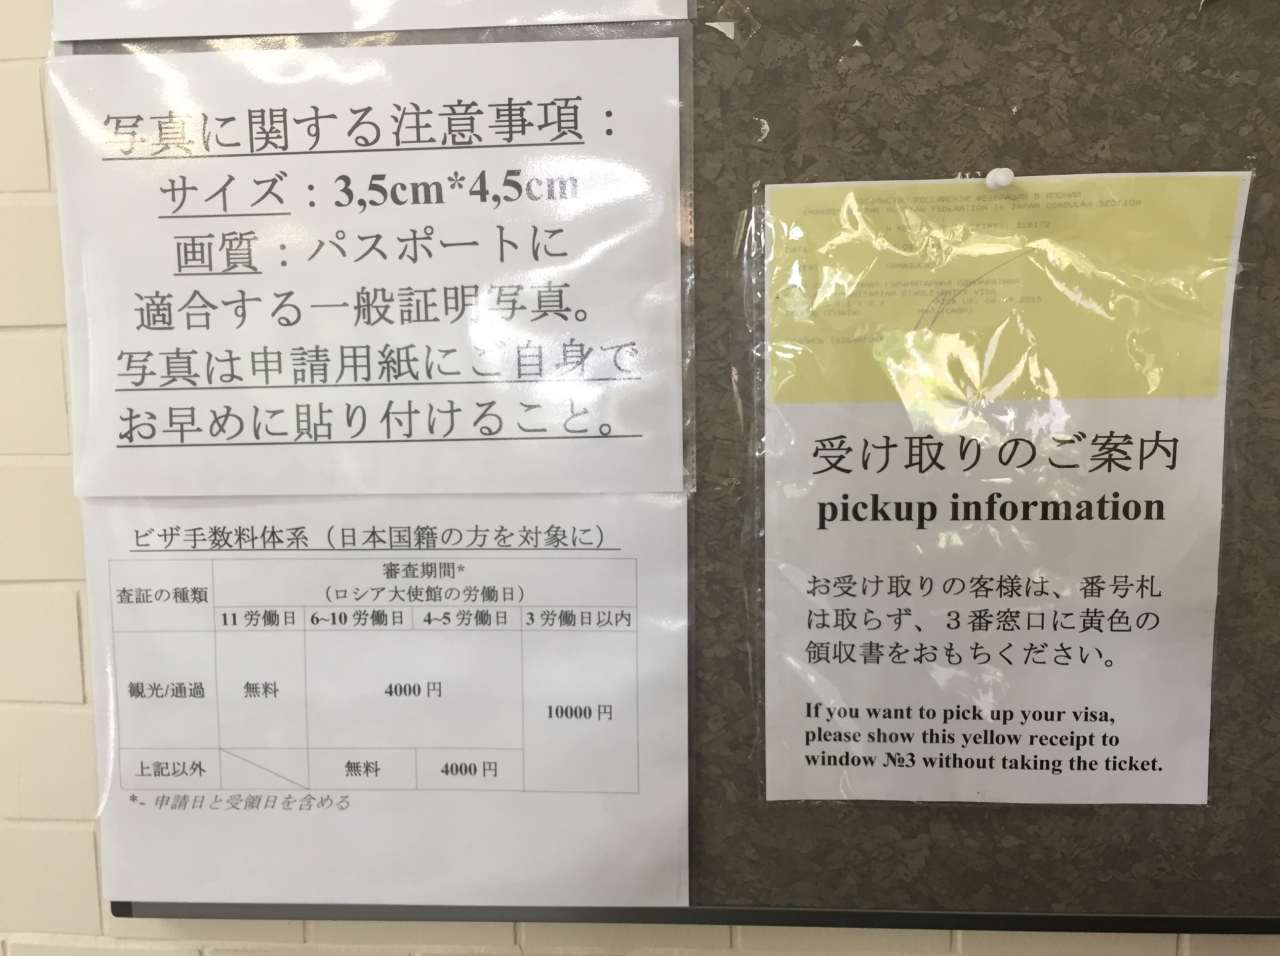 写真に関する注意事項：
サイズ：3,5cm*4,5cm
画質：パスポートに
適合する一般証明写真。
写真は申請用紙にご自身で
お早めに貼り付けること。
ビザ手数料体系（日本国籍の方を対象に）
査証の種類
審査期間*
（ロシア大使館の労働日）
11 労働日 6~10 労働日 4~5 労働日 3 労働日以内
観光/通過 無料 4000 円
10000 円
上記以外 無料 4000 円
*- 申請日と受領日を含める
РОССИЙСКОЙ ФЕДЕРАЦИИ В ЯПОНИИ
RUSSIAN FEDERATION IN JAPAN CONSULAR SECTION
受け取りのご案内
pickup information
お受け取りの客様は、番号札
は取らず、３番窓口に黄色の
領収書をおもちください。
If you want to pick up your visa,
please show this yellow receipt to
window №3 without taking the ticket.